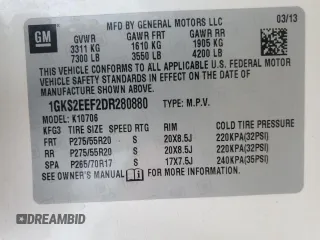 GM
MFD BY GENERAL MOTORS LLC
03/13
GVWR GAWR FRT GAWR RR
3311 KG 1610 KG 1905 KG
7300 LB 3550 LB 4200 LB
THIS VEHICLE CONFORMS TO ALL APPLICABLE U.S. FEDERAL MOTOR
VEHICLE SAFETY STANDARDS IN EFFECT ON THE DATE OF
MANUFACTURE SHOWN ABOVE.
1GKS2EEF2DR280880 TYPE: M.P.V.
MODEL: K10706
KFG3 TIRE SIZE SPEED RTG RIM COLD TIRE PRESSURE
FRT P275/55R20 S 20X8.5J 220KPA(32PSI)
RR P275/55R20 S 20X8.5J 220KPA(32PSI)
SPA P265/70R17 S 17X7.5J 240KPA(35PSI)
SEE OWNER'S MANUAL FOR MORE INFORMATION.
© DREAMBID